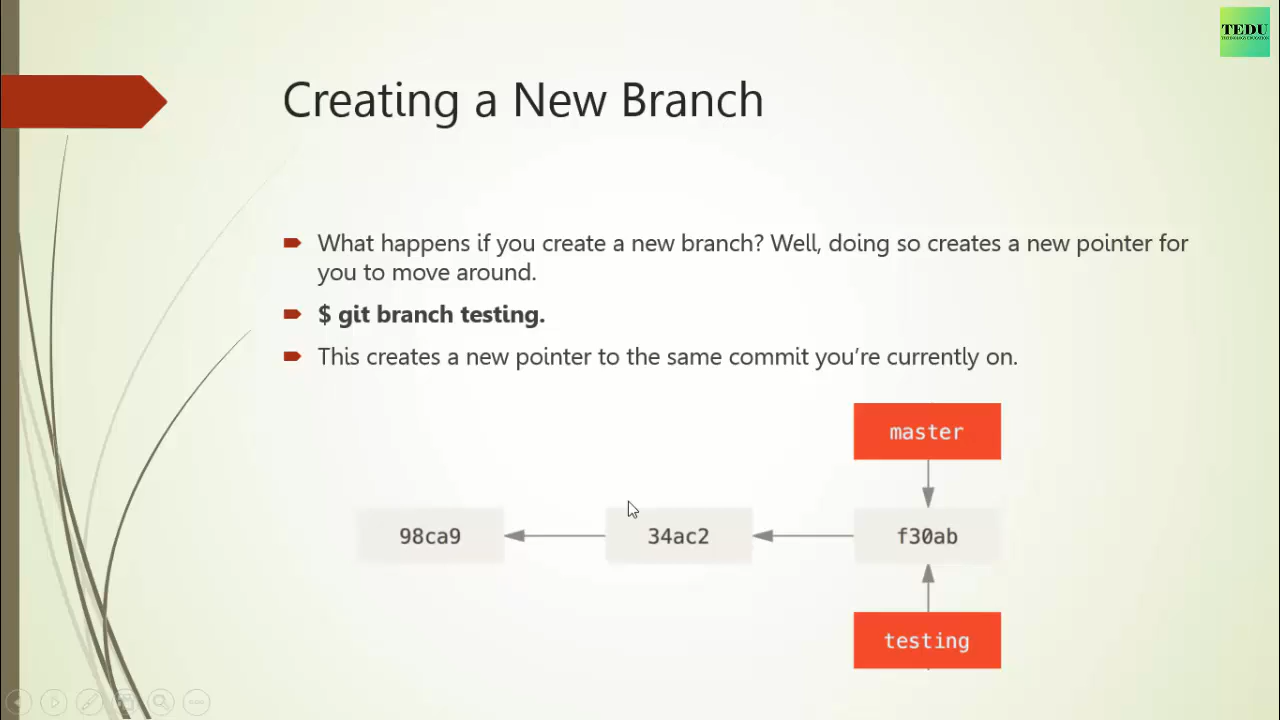 TEDU
Creating a New Branch
What happens if you create a new branch? Well, doing so creates a new pointer for
you to move around.
$ git branch testing.
This creates a new pointer to the same commit you’re currently on.
master
98ca9
34ac2
f30ab
testing